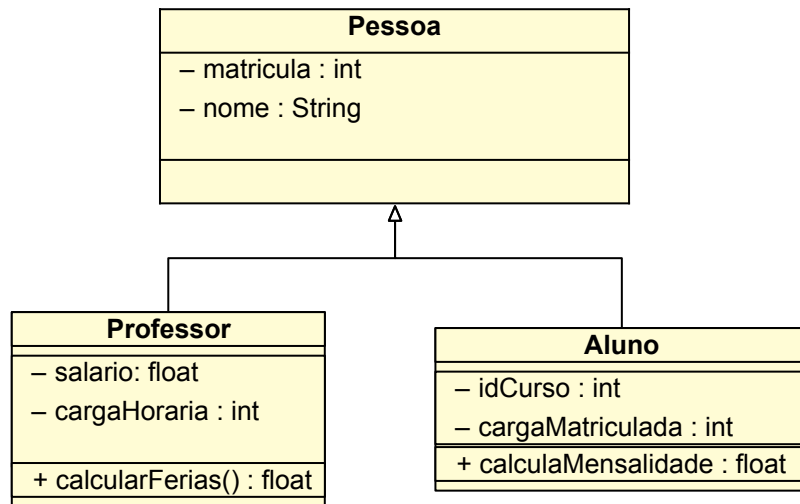 Pessoa
– matricula : int
– nome : String
Professor
– salario: float
– cargaHoraria : int
+ calcularFerias() : float
Aluno
– idCurso : int
– cargaMatriculada : int
+ calculaMensalidade : float